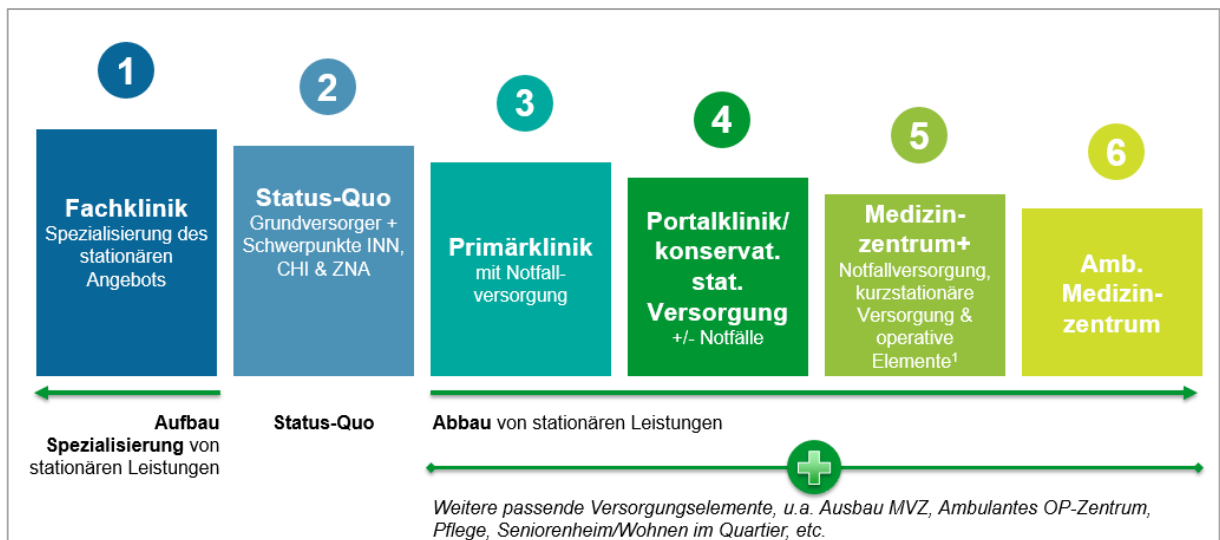 1
2
3
4
5
6
Fachklinik
Spezialisierung des
stationären
Angebots
Status-Quo
Grundversorger +
Schwerpunkte INN,
CHI & ZNA
Primärklinik
mit Notfall-
versorgung
Portalklinik/
konservat.
stat.
Versorgung
+/- Notfälle
Medizin-
zentrum+
Notfallversorgung,
kurzstationäre
Versorgung &
operative
Elemente¹
Amb.
Medizin-
zentrum
Aufbau
Spezialisierung von
stationären Leistungen
Status-Quo
Abbau von stationären Leistungen
Weitere passende Versorgungselemente, u.a. Ausbau MVZ, Ambulantes OP-Zentrum,
Pflege, Seniorenheim/Wohnen im Quartier, etc.